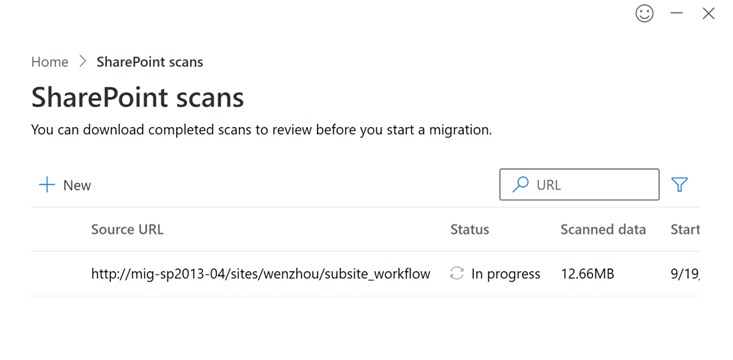 Home > SharePoint scans
SharePoint scans
You can download completed scans to review before you start a migration.
+ New
URL
Source URL Status Scanned data Start
http://mig-sp2013-04/sites/wenzhou/subsite_workflow In progress 12.66MB 9/19,